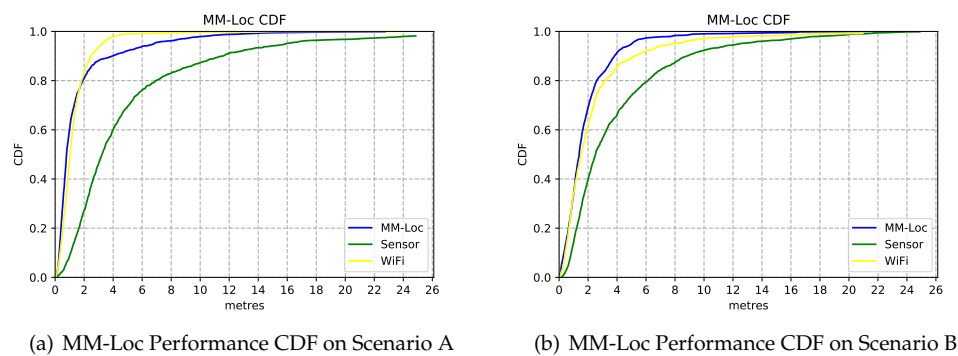 MM-Loc CDF
1.0
0.8
0.6
0.4
0.2
0.0
CDF
0 2 4 6 8 10 12 14 16 18 20 22 24 26
metres
MM-Loc
Sensor
WiFi
(a) MM-Loc Performance CDF on Scenario A
MM-Loc CDF
1.0
0.8
0.6
0.4
0.2
0.0
CDF
0 2 4 6 8 10 12 14 16 18 20 22 24 26
metres
MM-Loc
Sensor
WiFi
(b) MM-Loc Performance CDF on Scenario B